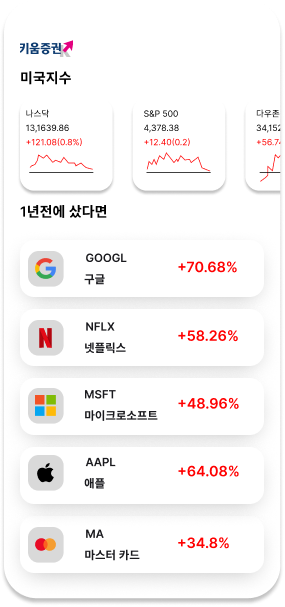 키움증권
미국지수
나스닥
13,1639.86
+121.08(0.8%)
S&P 500
4,378.38
+12.40(0.2)
다우존
34,152
+56.74
1년전에 샀다면
GOOGL
구글
+70.68%
NFLX
넷플릭스
+58.26%
MSFT
마이크로소프트
+48.96%
AAPL
애플
+64.08%
MA
마스터 카드
+34.8%